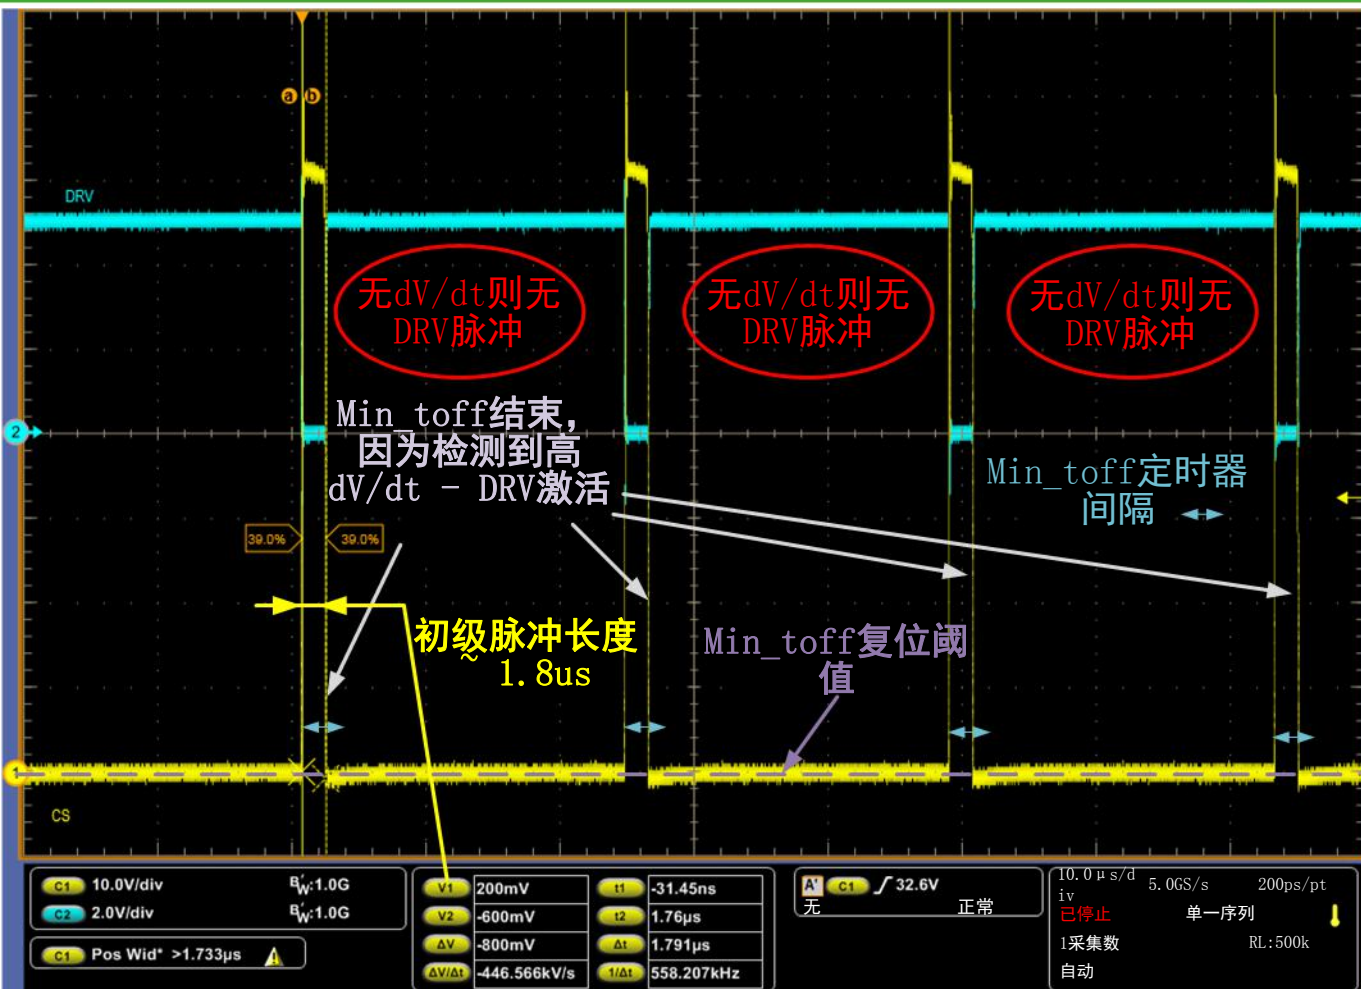 a b
DRV
无dV/dt则无
DRV脉冲
无dV/dt则无
DRV脉冲
无dV/dt则无
DRV脉冲
Min_toff结束,
因为检测到高
dV/dt - DRV激活
2
Min_toff定时器
间隔
39.0%
39.0%
初级脉冲长度
~ 1.8us
Min_toff复位阈
值
1
CS
C1 10.0V/div B'W:1.0G
C2 2.0V/div B'W:1.0G
C1 Pos Wid* >1.733μs
V1 200mV
V2 -600mV
ΔV -800mV
ΔV/Δt -446.566kV/s
t1 -31.45ns
t2 1.76μs
Δt 1.791μs
1/Δt 558.207kHz
A' C1 32.6V
无 正常
10.0μs/d
iv 5.0GS/s 200ps/pt
已停止 单一序列
1采集数 RL:500k
自动